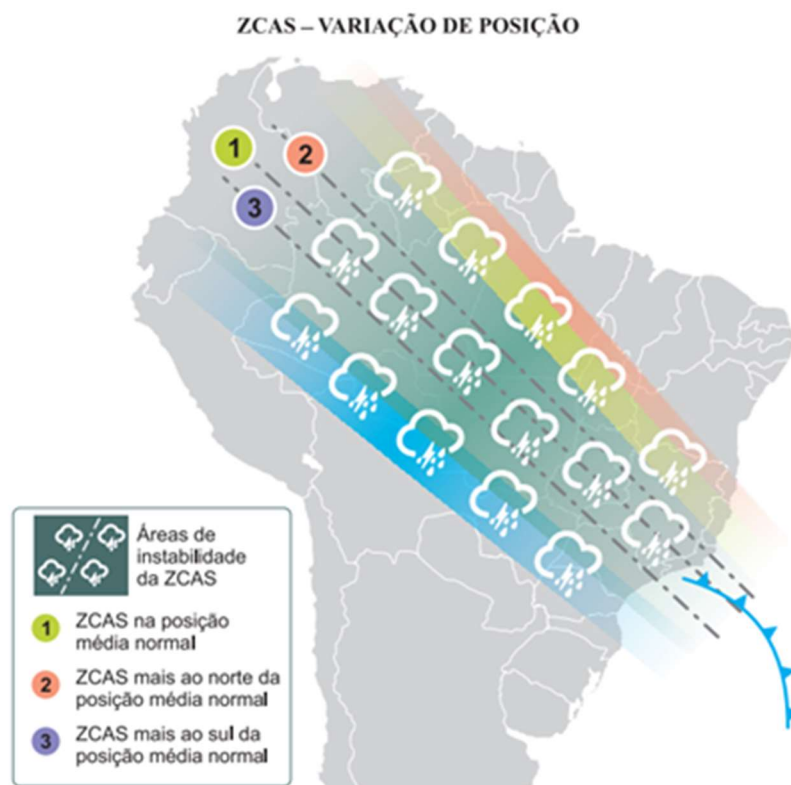 ZCAS – VARIAÇÃO DE POSIÇÃO
1
2
3
Áreas de
instabilidade
da ZCAS
1 ZCAS na posição
média normal
2 ZCAS mais ao norte da
posição média normal
3 ZCAS mais ao sul da
posição média normal